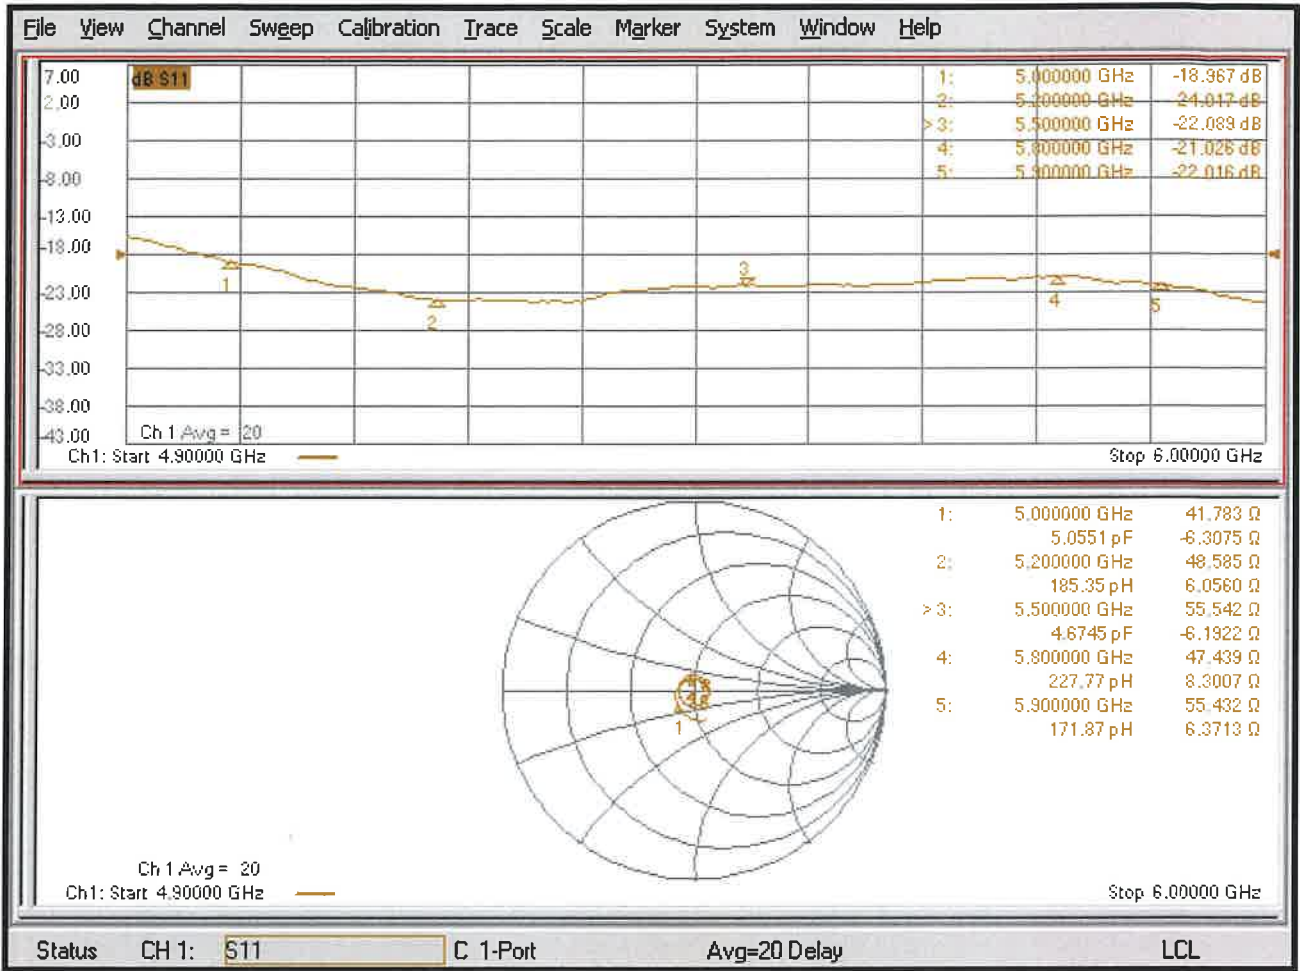 File View Channel Sweep Calibration Trace Scale Marker System Window Help
dB S11
7.00
2.00
-3.00
-8.00
-13.00
-18.00
-23.00
-28.00
-33.00
-38.00
-43.00
1: 5.000000 GHz -18.967 dB
2: 5.200000 GHz -24.017 dB
> 3: 5.500000 GHz -22.089 dB
4: 5.800000 GHz -21.026 dB
5: 5.900000 GHz -22.016 dB
1
2
3
4
5
Ch 1 Avg = 20
Ch1: Start 4.90000 GHz
Stop 6.00000 GHz
1: 5.000000 GHz 41.783 Ω
5.0551 pF -6.3075 Ω
2: 5.200000 GHz 48.585 Ω
185.35 pH 6.0560 Ω
> 3: 5.500000 GHz 55.542 Ω
4.6745 pF -6.1922 Ω
4: 5.800000 GHz 47.439 Ω
227.77 pH 8.3007 Ω
5: 5.900000 GHz 55.432 Ω
171.87 pH 6.3713 Ω
1
Ch 1 Avg = 20
Ch1: Start 4.90000 GHz
Stop 6.00000 GHz
Status CH 1: S11 C 1-Port Avg=20 Delay LCL